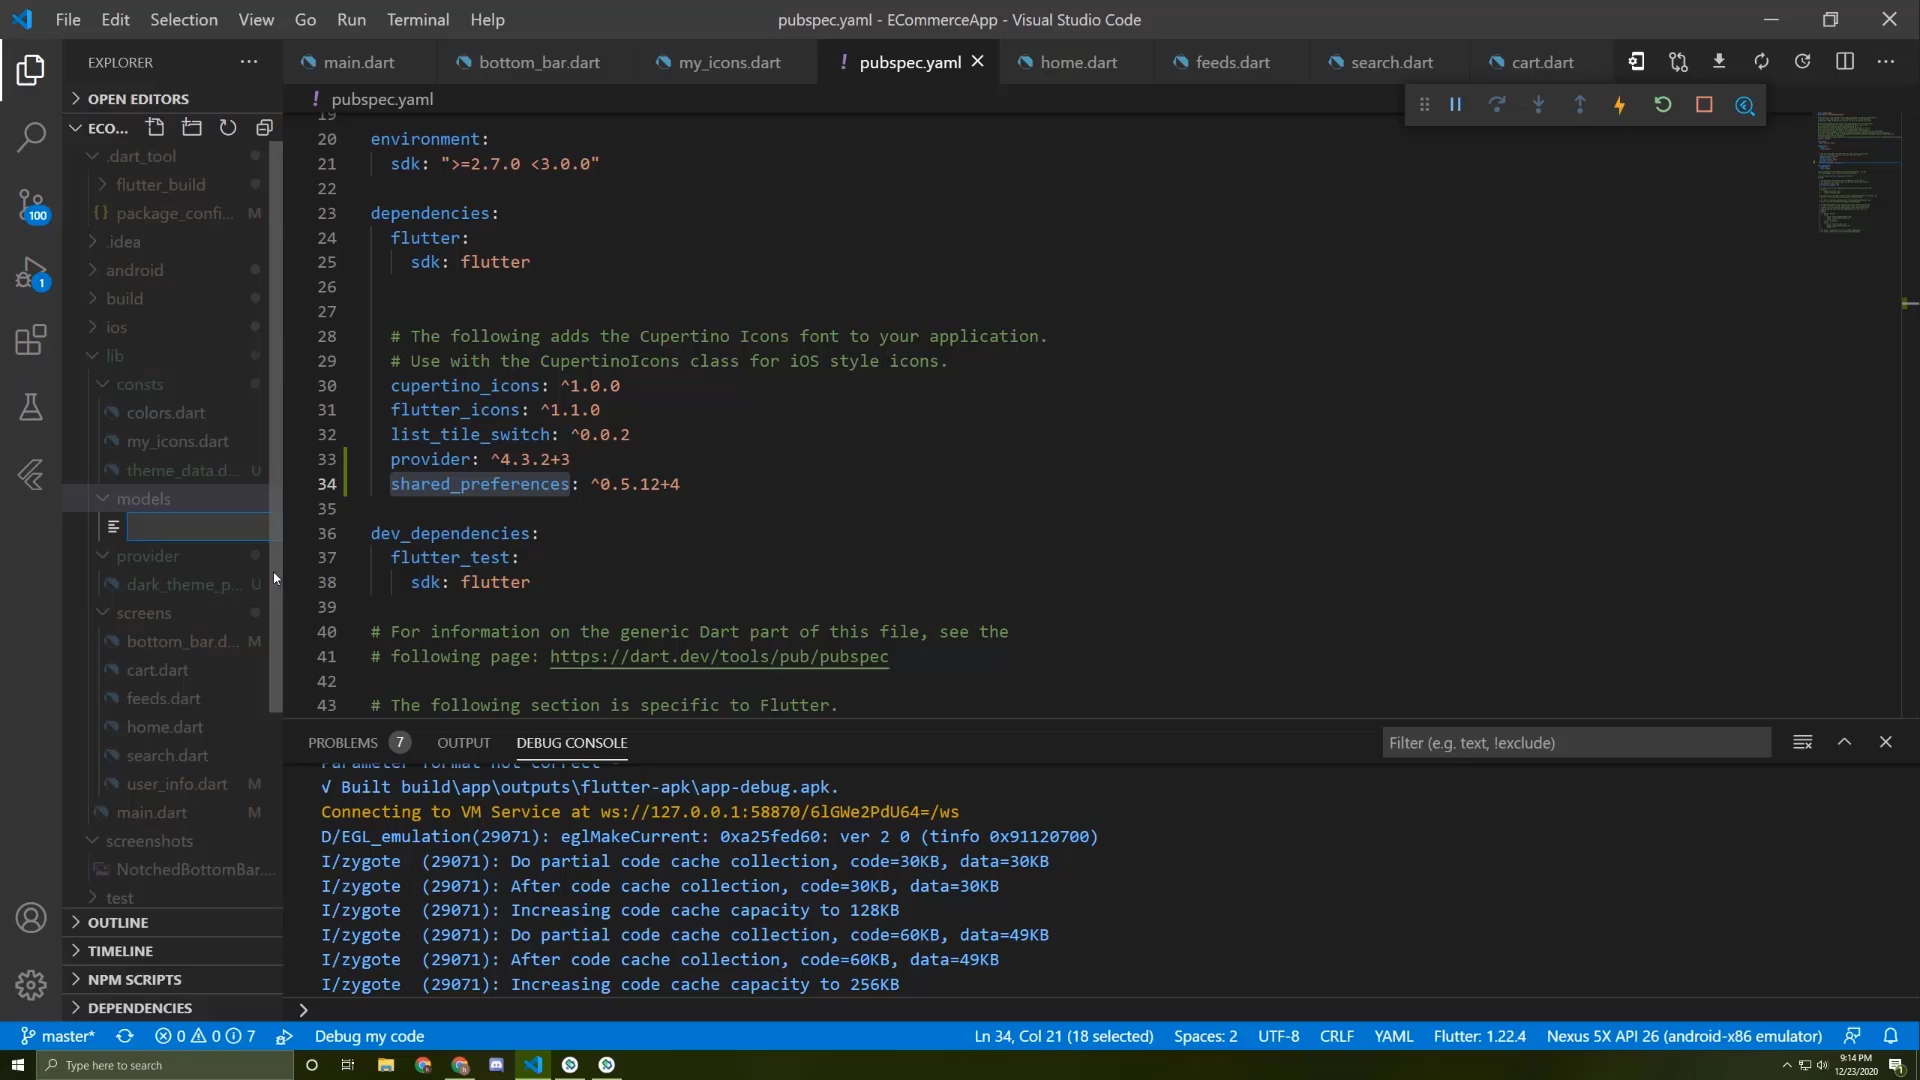 File Edit Selection View Go Run Terminal Help
pubspec.yaml - ECommerceApp - Visual Studio Code
EXPLORER
main.dart
bottom_bar.dart
my_icons.dart
! pubspec.yaml
home.dart
feeds.dart
search.dart
cart.dart
OPEN EDITORS
ECO...
.dart_tool
flutter_build
{} package_confi... M
.idea
android
build
ios
lib
consts
colors.dart
my_icons.dart
theme_data.d... U
models
provider
dark_theme_p... U
screens
bottom_bar.d... M
cart.dart
feeds.dart
home.dart
search.dart
user_info.dart M
main.dart M
screenshots
NotchedBottomBar....
test
OUTLINE
TIMELINE
NPM SCRIPTS
DEPENDENCIES
100
1
! pubspec.yaml
19
20 environment:
21 sdk: ">=2.7.0 <3.0.0"
22
23 dependencies:
24 flutter:
25 sdk: flutter
26
27
28 # The following adds the Cupertino Icons font to your application.
29 # Use with the CupertinoIcons class for iOS style icons.
30 cupertino_icons: ^1.0.0
31 flutter_icons: ^1.1.0
32 list_tile_switch: ^0.0.2
33 provider: ^4.3.2+3
34 shared_preferences: ^0.5.12+4
35
36 dev_dependencies:
37 flutter_test:
38 sdk: flutter
39
40 # For information on the generic Dart part of this file, see the
41 # following page: https://dart.dev/tools/pub/pubspec
42
43 # The following section is specific to Flutter.
PROBLEMS 7 OUTPUT DEBUG CONSOLE
Filter (e.g. text, !exclude)
Parameter format not correct
√ Built build\app\outputs\flutter-apk\app-debug.apk.
Connecting to VM Service at ws://127.0.0.1:58870/6lGWe2PdU64=/ws
D/EGL_emulation(29071): eglMakeCurrent: 0xa25fed60: ver 2 0 (tinfo 0x91120700)
I/zygote (29071): Do partial code cache collection, code=30KB, data=30KB
I/zygote (29071): After code cache collection, code=30KB, data=30KB
I/zygote (29071): Increasing code cache capacity to 128KB
I/zygote (29071): Do partial code cache collection, code=60KB, data=49KB
I/zygote (29071): After code cache collection, code=60KB, data=49KB
I/zygote (29071): Increasing code cache capacity to 256KB
master* 0 0 7 Debug my code
Ln 34, Col 21 (18 selected) Spaces: 2 UTF-8 CRLF YAML Flutter: 1.22.4 Nexus 5X API 26 (android-x86 emulator)
Type here to search
9:14 PM
12/23/2020